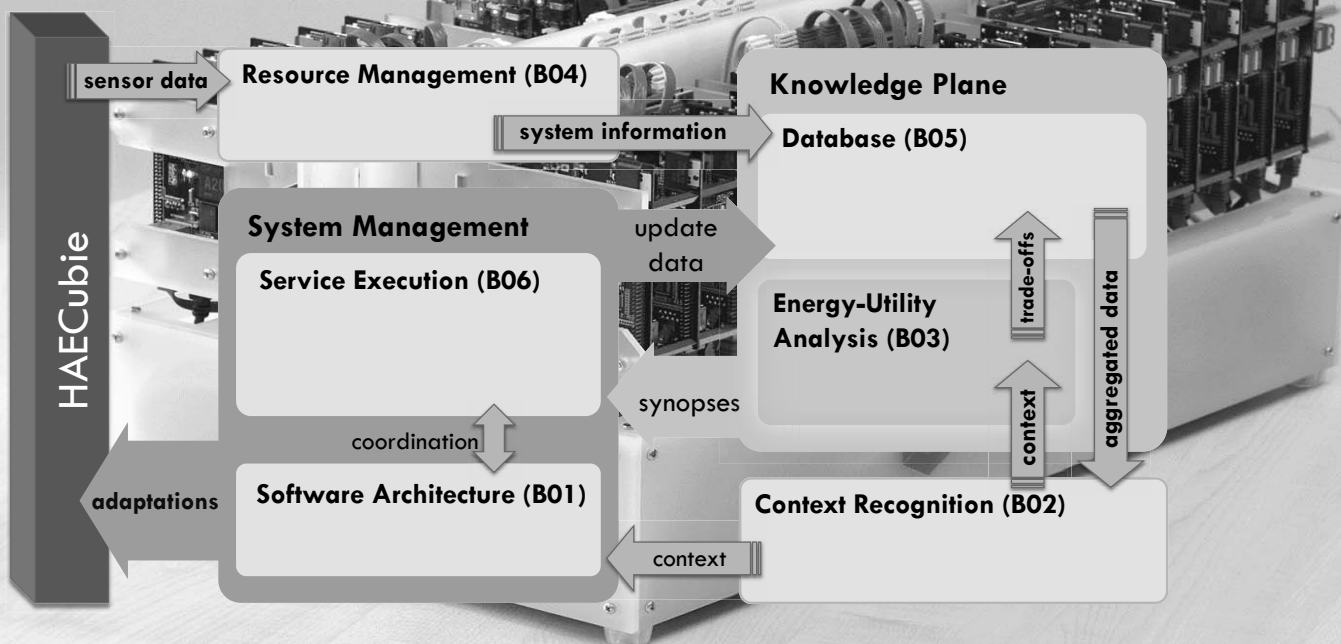 HAECubie
sensor data
Resource Management (B04)
system information
Knowledge Plane
Database (B05)
System Management
Service Execution (B06)
update
data
trade-offs
aggregated data
Energy-Utility
Analysis (B03)
synopses
context
coordination
adaptations
Software Architecture (B01)
Context Recognition (B02)
context